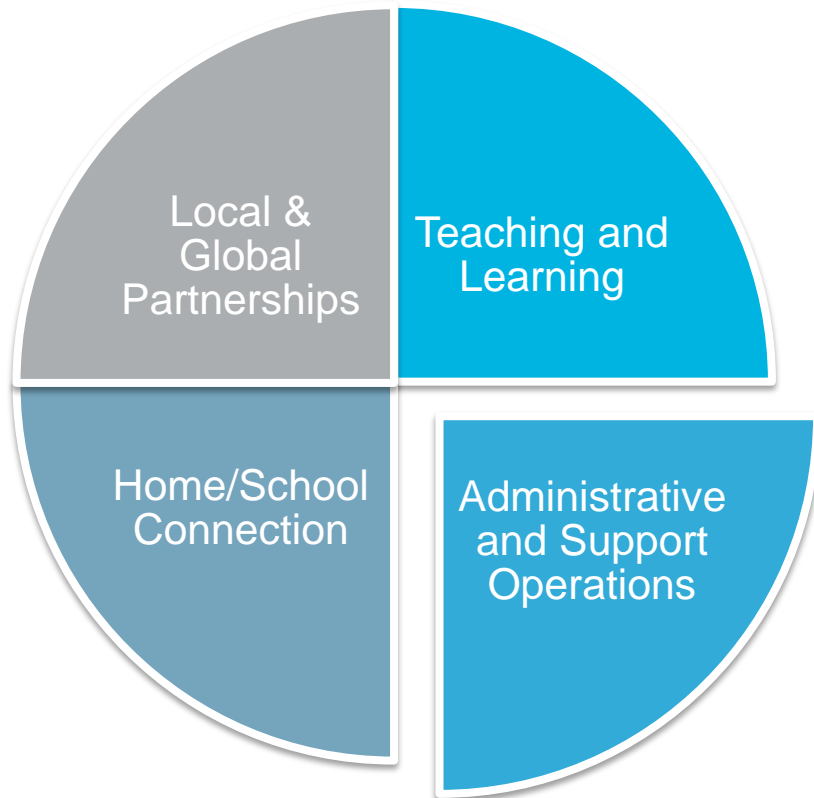 Local &
Global
Partnerships
Teaching and
Learning
Home/School
Connection
Administrative
and Support
Operations